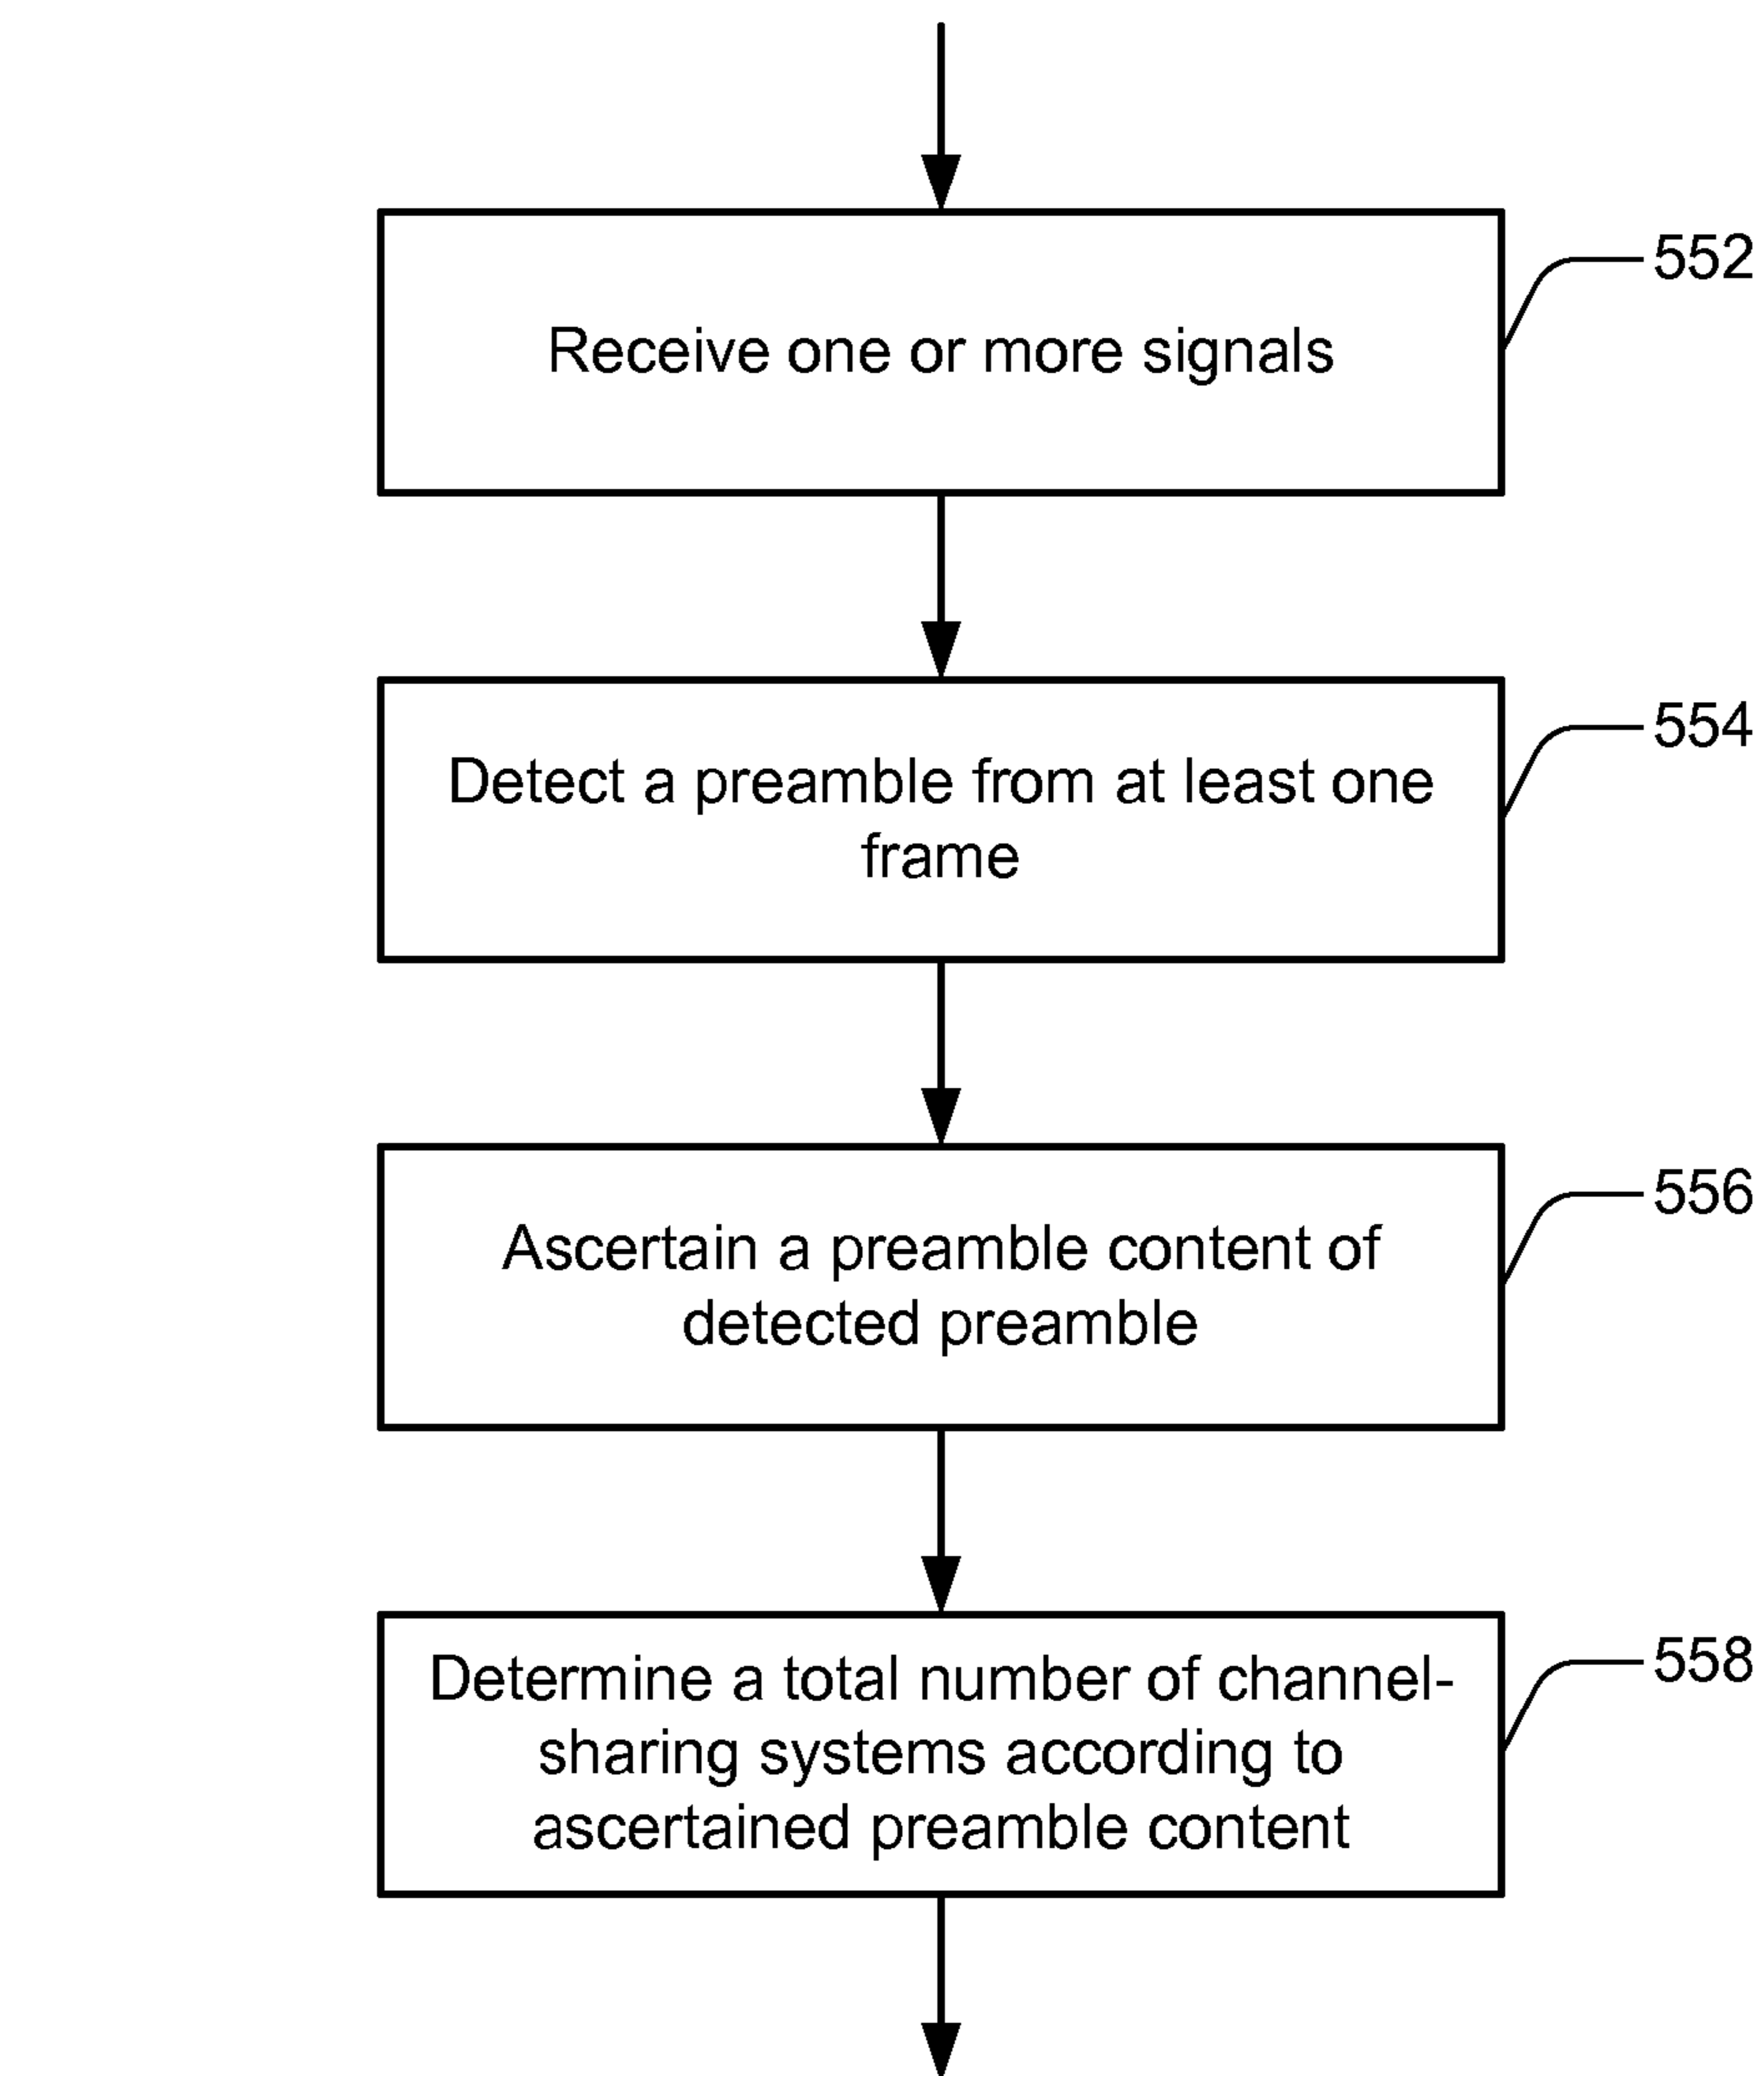 552
Receive one or more signals
554
Detect a preamble from at least one
frame
556
Ascertain a preamble content of
detected preamble
558
Determine a total number of channel-
sharing systems according to
ascertained preamble content